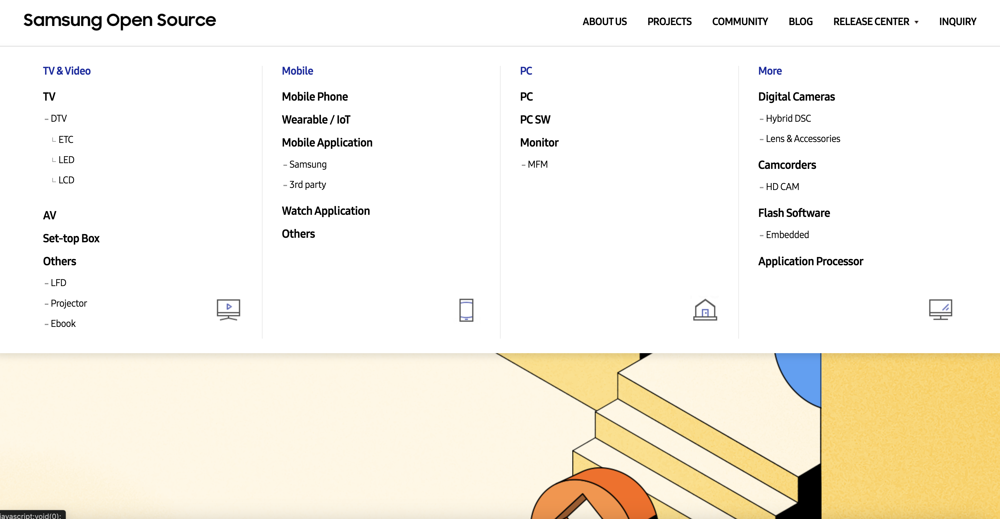 Samsung Open Source
ABOUT US
PROJECTS
COMMUNITY
BLOG
RELEASE CENTER
INQUIRY
TV & Video
TV
– DTV
ETC
LED
LCD
AV
Set-top Box
Others
– LFD
– Projector
– Ebook
Mobile
Mobile Phone
Wearable / IoT
Mobile Application
– Samsung
– 3rd party
Watch Application
Others
PC
PC
PC SW
Monitor
– MFM
More
Digital Cameras
– Hybrid DSC
– Lens & Accessories
Camcorders
– HD CAM
Flash Software
– Embedded
Application Processor
javascript:void(0);